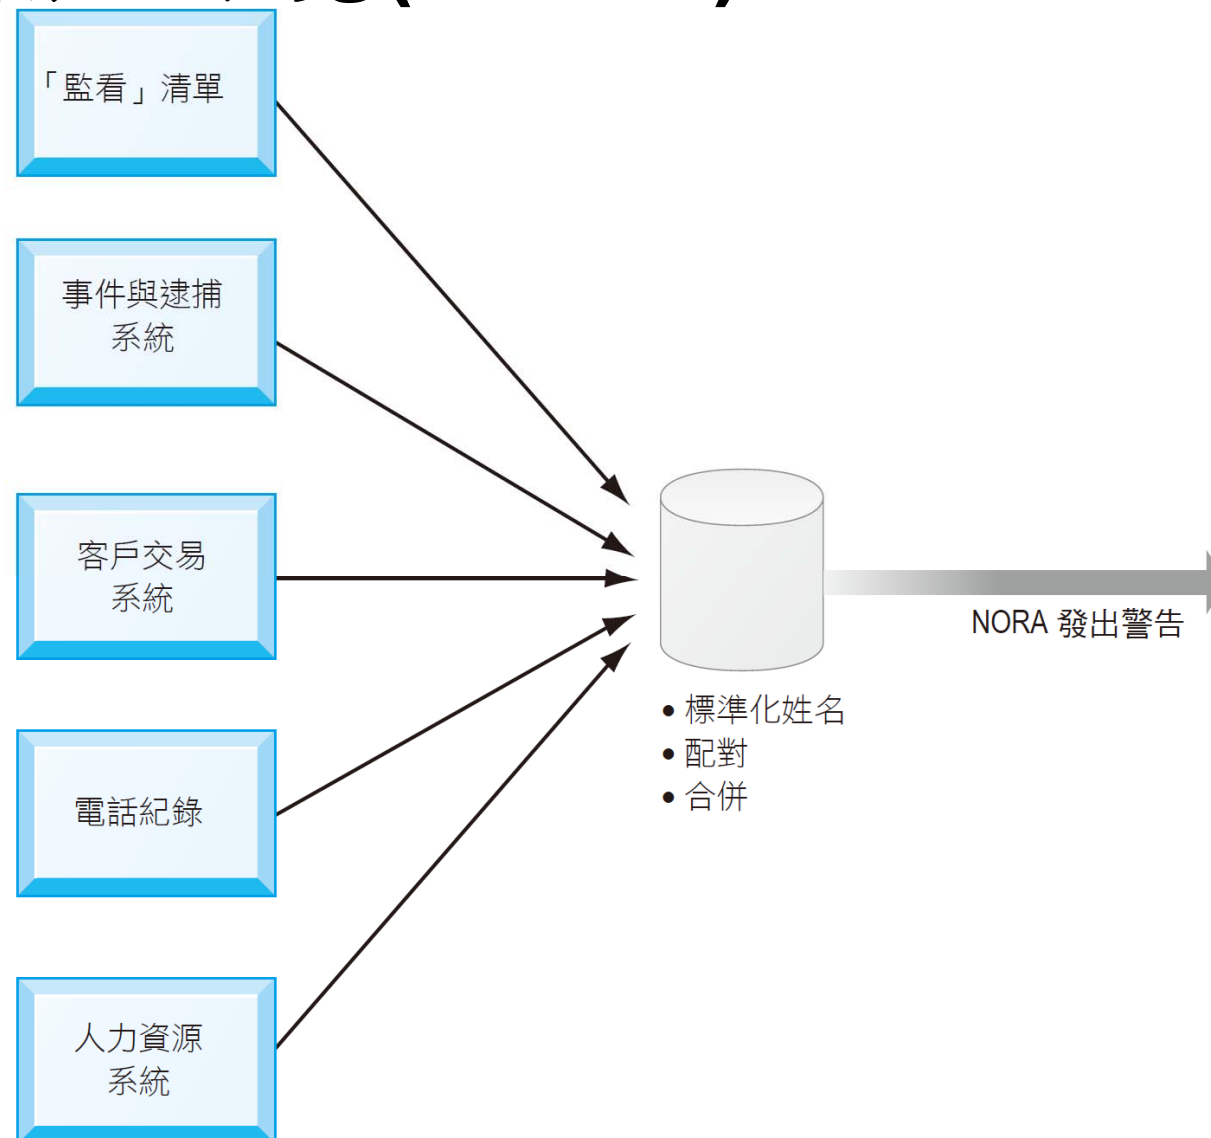 「監看」清單
事件與逮捕
系統
客戶交易
系統
電話紀錄
人力資源
系統
• 標準化姓名
• 配對
• 合併
NORA 發出警告